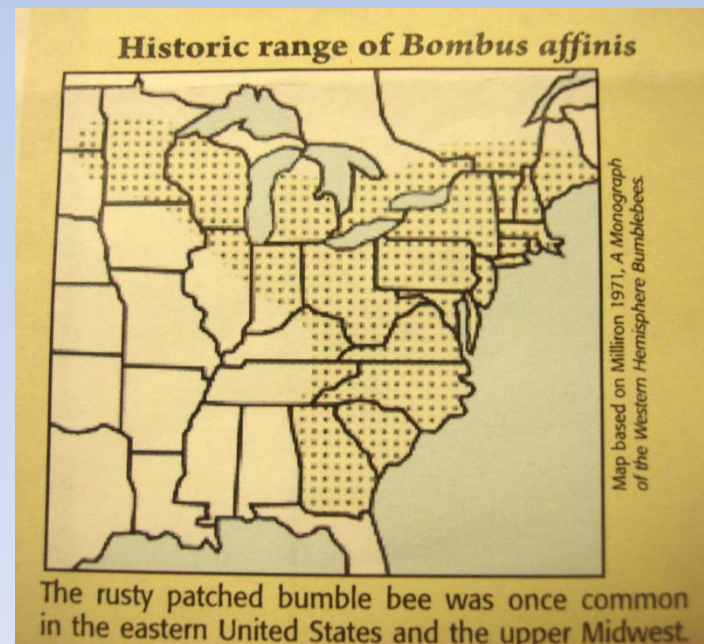 Historic range of Bombus affinis
Map based on Milliron 1971, A Monograph
of the Western Hemisphere Bumblebees.
The rusty patched bumble bee was once common
in the eastern United States and the upper Midwest.